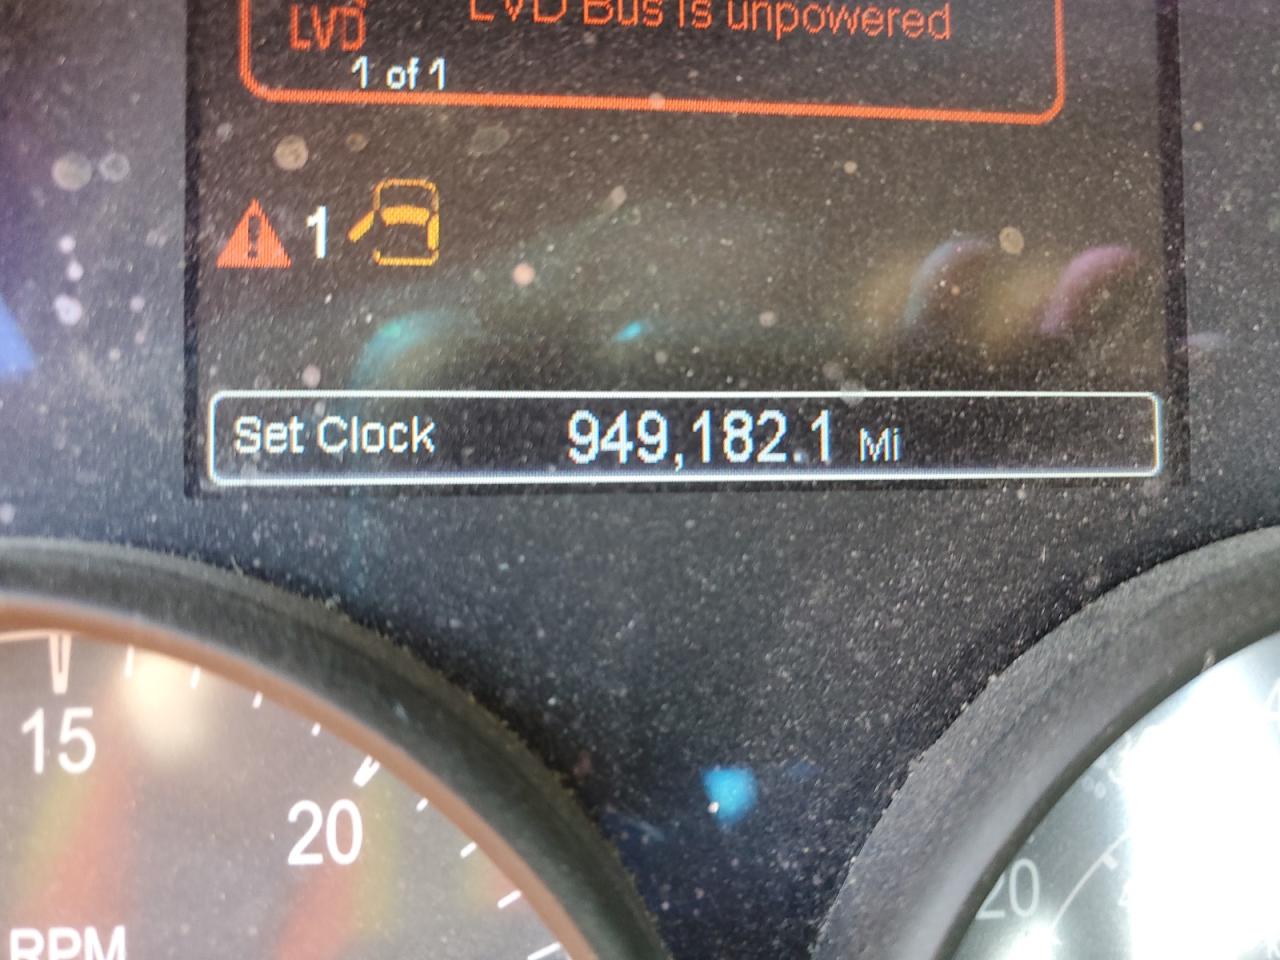 LVD
LVD Bus is unpowered
1 of 1
1
Set Clock 949,182.1 Mi
15
20
RPM
20